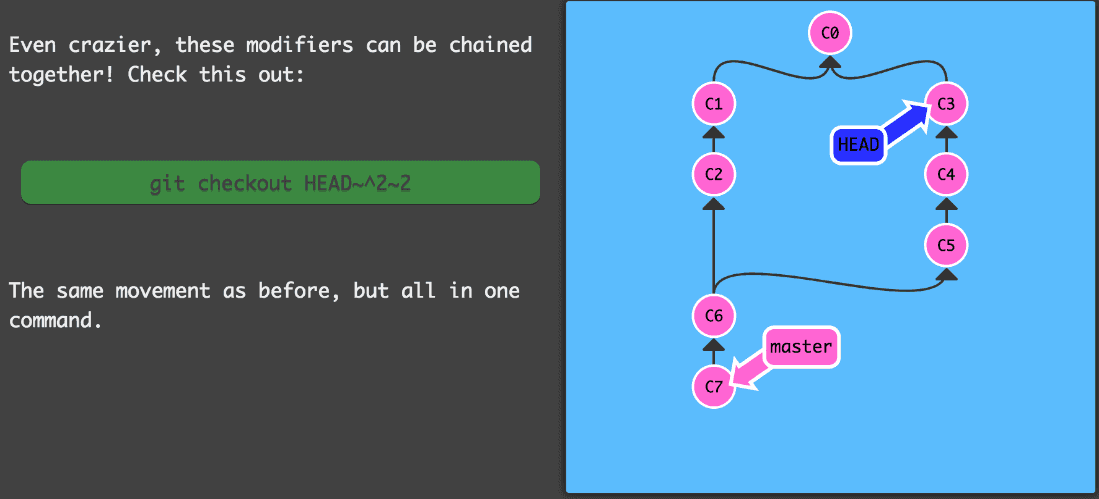 Even crazier, these modifiers can be chained
together! Check this out:
git checkout HEAD~^2~2
The same movement as before, but all in one
command.
C0
C1
C3
HEAD
C2
C4
C5
C6
master
C7